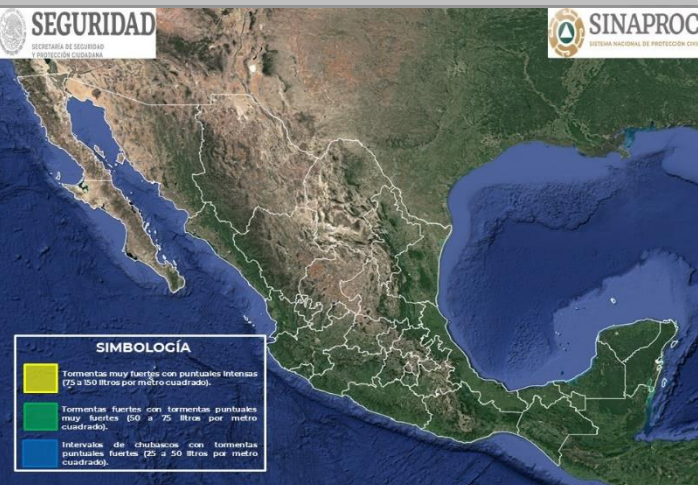 SEGURIDAD
SECRETARÍA DE SEGURIDAD
Y PROTECCIÓN CIUDADANA
SINAPROC
SISTEMA NACIONAL DE PROTECCIÓN CIVIL
SIMBOLOGÍA
Tormentas muy fuertes con puntuales intensas
(75 a 150 litros por metro cuadrado).
Tormentas fuertes con tormentas puntuales
muy fuertes (50 a 75 litros por metro
cuadrado).
Intervalos de chubascos con tormentas
puntuales fuertes (25 a 50 litros por metro
cuadrado).